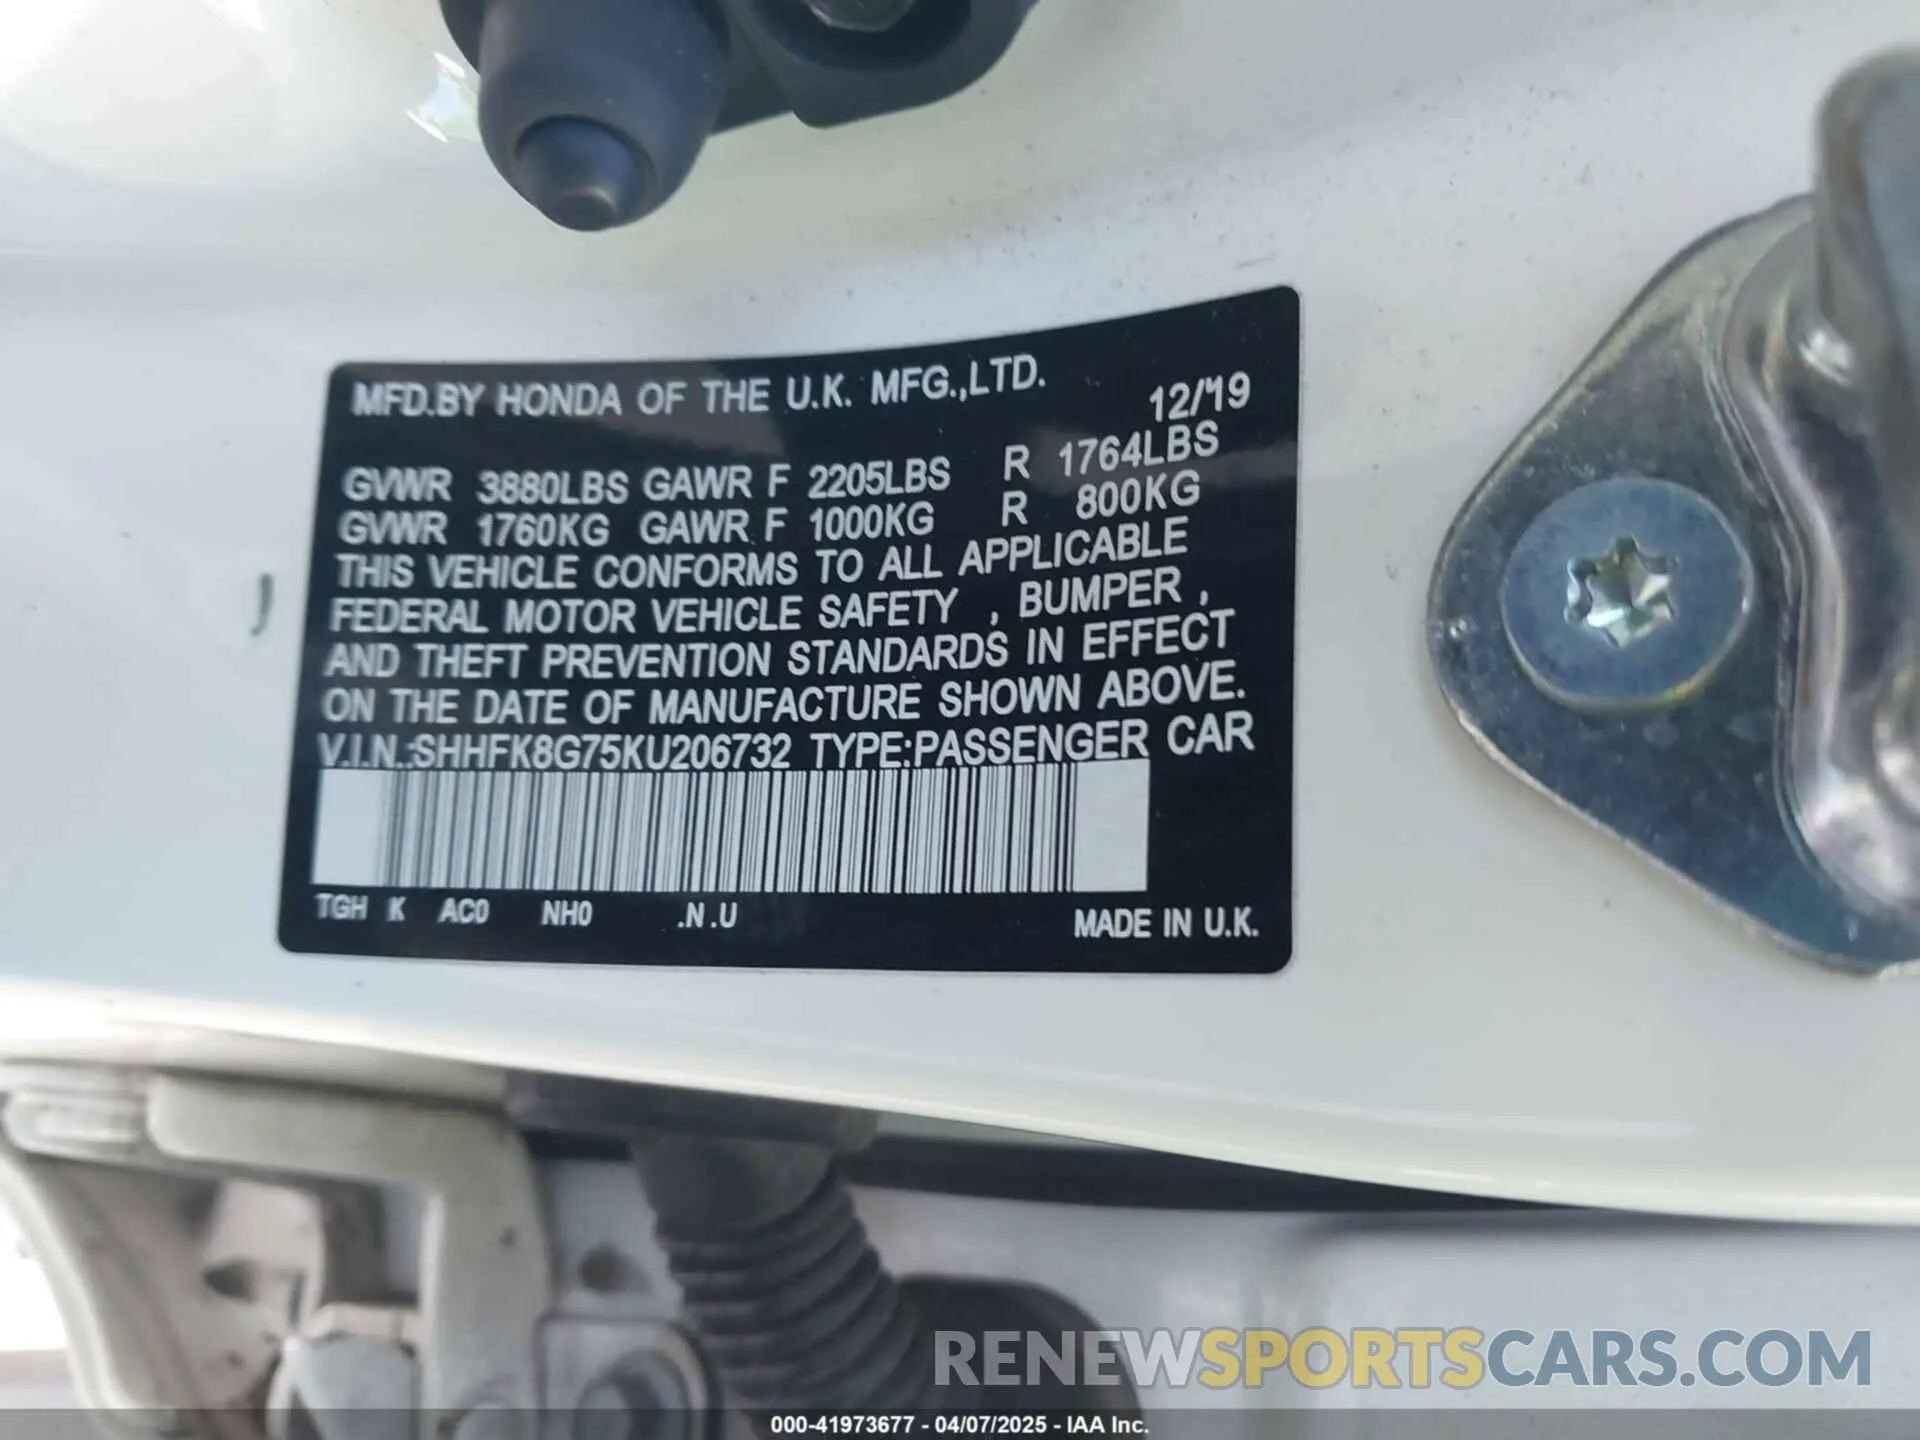 MFD.BY HONDA OF THE U.K. MFG.,LTD.
12/'19
GVWR 3880LBS GAWR F 2205LBS R 1764LBS
GVWR 1760KG GAWR F 1000KG R 800KG
THIS VEHICLE CONFORMS TO ALL APPLICABLE
FEDERAL MOTOR VEHICLE SAFETY , BUMPER ,
AND THEFT PREVENTION STANDARDS IN EFFECT
ON THE DATE OF MANUFACTURE SHOWN ABOVE.
V.I.N.:SHHFK8G75KU206732 TYPE:PASSENGER CAR
TGH K AC0 NH0 .N .U MADE IN U.K.
RENEWSPORTSCARS.COM
000-41973677 - 04/07/2025 - IAA Inc.